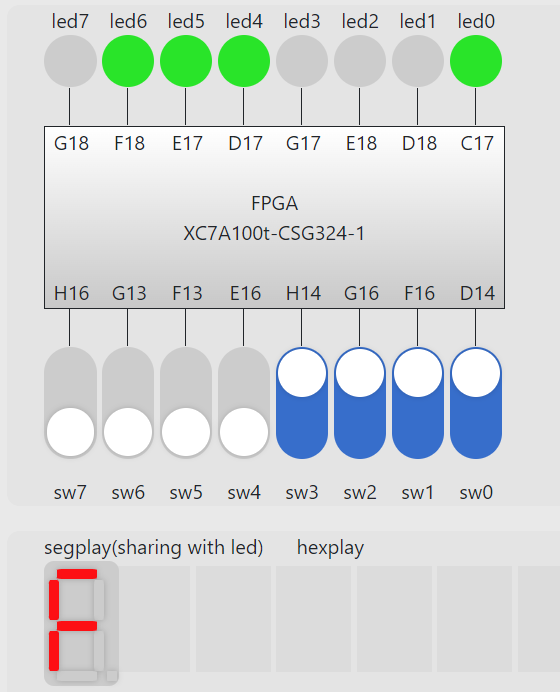 led7 led6 led5 led4 led3 led2 led1 led0
G18 F18 E17 D17 G17 E18 D18 C17
FPGA
XC7A100t-CSG324-1
H16 G13 F13 E16 H14 G16 F16 D14
sw7 sw6 sw5 sw4 sw3 sw2 sw1 sw0
segplay(sharing with led) hexplay
F